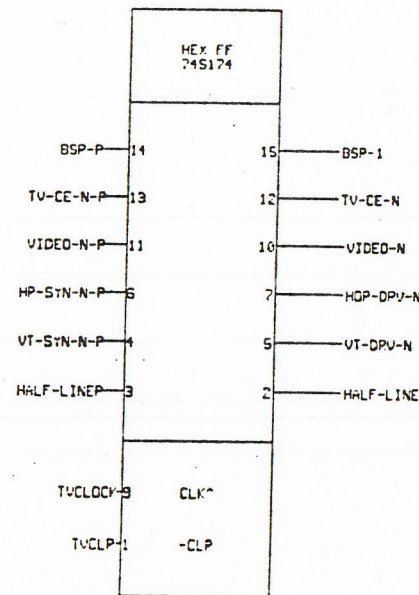 HEX FF
74S174
BSP-P 14 15 BSP-1
TV-CE-N-P 13 12 TV-CE-N
VIDEO-N-P 11 10 VIDEO-N
HP-SYN-N-P 6 7 HOP-DRV-N
VT-SYN-N-P 4 5 VT-DRV-N
HALF-LINEP 3 2 HALF-LINE
TVCLOCK 9 CLK^
TVCLP 1 -CLP